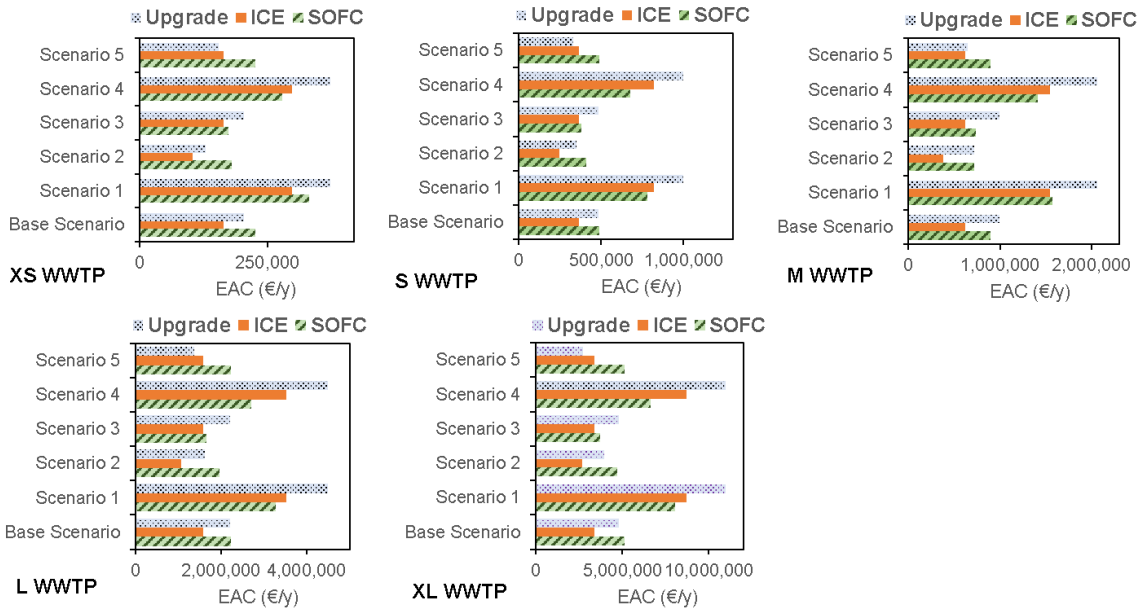 Upgrade ICE SOFC
Scenario 5
Scenario 4
Scenario 3
Scenario 2
Scenario 1
Base Scenario
0 250,000
XS WWTP
EAC (€/y)
Upgrade ICE SOFC
Scenario 5
Scenario 4
Scenario 3
Scenario 2
Scenario 1
Base Scenario
0 500,000 1,000,000
S WWTP
EAC (€/y)
Upgrade ICE SOFC
Scenario 5
Scenario 4
Scenario 3
Scenario 2
Scenario 1
Base Scenario
0 1,000,000 2,000,000
M WWTP
EAC (€/y)
Upgrade ICE SOFC
Scenario 5
Scenario 4
Scenario 3
Scenario 2
Scenario 1
Base Scenario
0 2,000,000 4,000,000
L WWTP
EAC (€/y)
Upgrade ICE SOFC
Scenario 5
Scenario 4
Scenario 3
Scenario 2
Scenario 1
Base Scenario
0 5,000,000 10,000,000
XL WWTP
EAC (€/y)